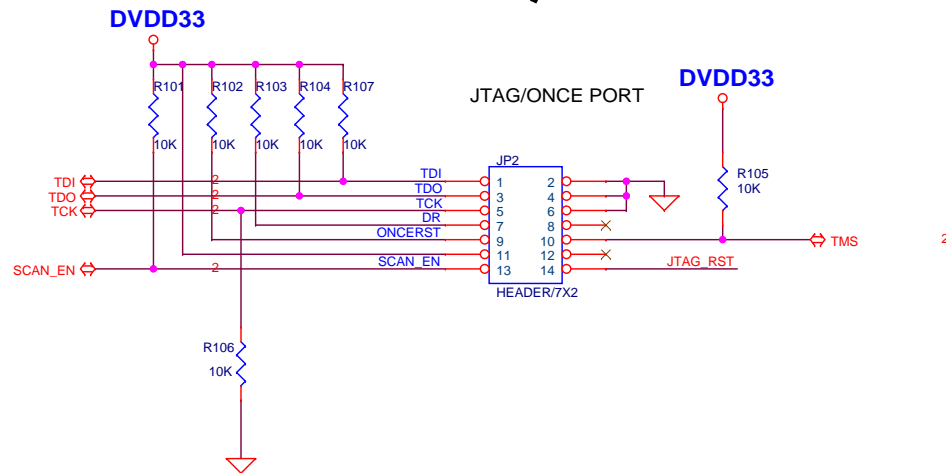 DVDD33
R101 R102 R103 R104 R107
10K 10K 10K 10K 10K
JTAG/ONCE PORT
DVDD33
R105
10K
JP2
TDI 2 TDI 1 2
TDO 2 TDO 3 4
TCK 2 TCK 5 6
DR 7 8
ONCERST 9 10 TMS 2
11 12
SCAN_EN 2 SCAN_EN 13 14 JTAG_RST
HEADER/7X2
R106
10K